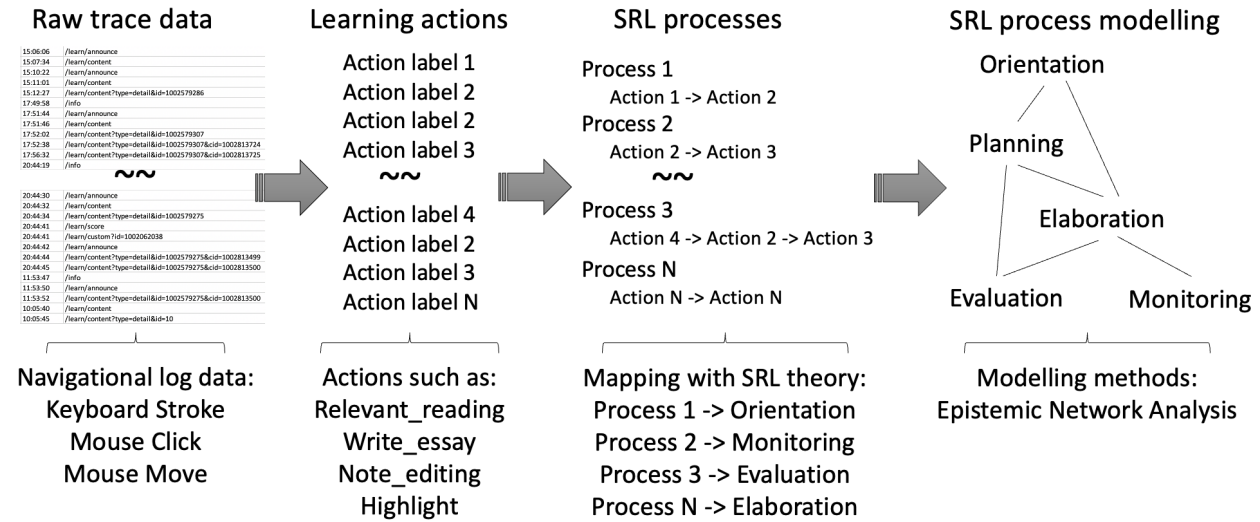 Raw trace data
15:06:06 /learn/announce
15:07:34 /learn/content
15:10:22 /learn/announce
15:11:01 /learn/content
15:12:27 /learn/content?type=detail&id=1002579286
17:49:58 /info
17:51:44 /learn/announce
17:51:46 /learn/content
17:52:02 /learn/content?type=detail&id=1002579307
17:52:38 /learn/content?type=detail&id=1002579307&cid=1002813724
17:56:32 /learn/content?type=detail&id=1002579307&cid=1002813725
20:44:19 /info
~~
20:44:30 /learn/announce
20:44:32 /learn/content
20:44:34 /learn/content?type=detail&id=1002579275
20:44:41 /learn/score
20:44:41 /learn/custom?id=1002062038
20:44:42 /learn/announce
20:44:44 /learn/content?type=detail&id=1002579275&cid=1002813499
20:44:45 /learn/content?type=detail&id=1002579275&cid=1002813500
11:53:47 /info
11:53:50 /learn/announce
11:53:52 /learn/content?type=detail&id=1002579275&cid=1002813500
10:05:40 /learn/content
10:05:45 /learn/content?type=detail&id=10
Navigational log data:
Keyboard Stroke
Mouse Click
Mouse Move
Learning actions
Action label 1
Action label 2
Action label 2
Action label 3
~~
Action label 4
Action label 2
Action label 3
Action label N
Actions such as:
Relevant_reading
Write_essay
Note_editing
Highlight
SRL processes
Process 1
Action 1 -> Action 2
Process 2
Action 2 -> Action 3
~~
Process 3
Action 4 -> Action 2 -> Action 3
Process N
Action N -> Action N
Mapping with SRL theory:
Process 1 -> Orientation
Process 2 -> Monitoring
Process 3 -> Evaluation
Process N -> Elaboration
SRL process modelling
Orientation
Planning
Elaboration
Evaluation
Monitoring
Modelling methods:
Epistemic Network Analysis